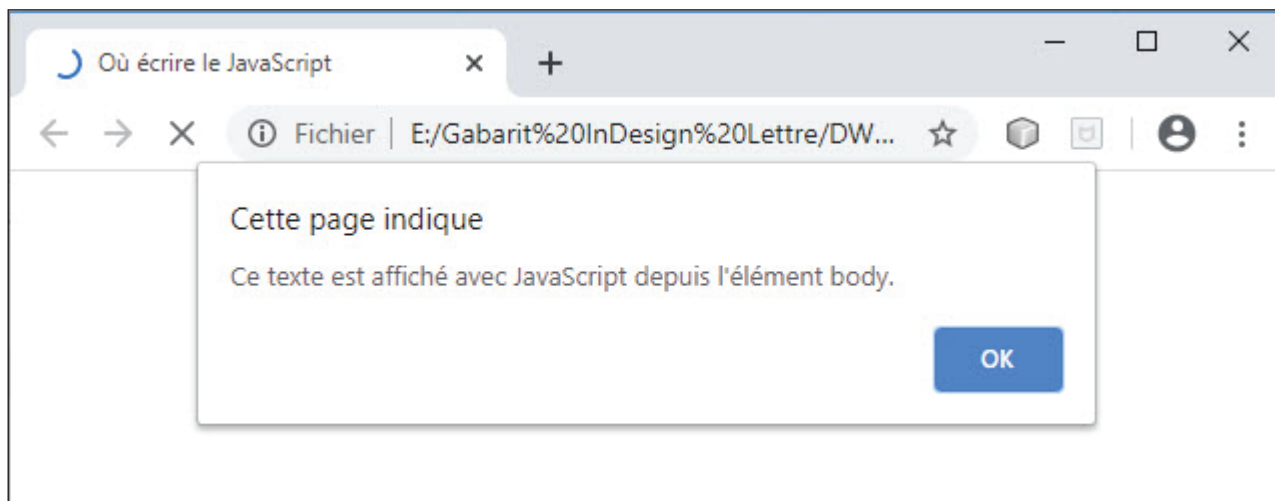 Où écrire le JavaScript
Fichier | E:/Gabarit%20InDesign%20Lettre/DW...
Cette page indique
Ce texte est affiché avec JavaScript depuis l'élément body.
OK